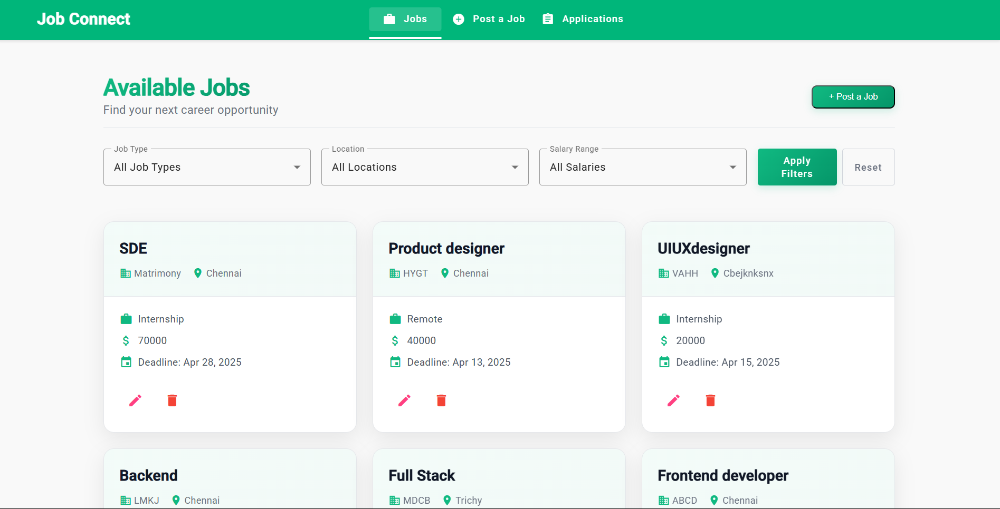 Job Connect
Jobs
Post a Job
Applications
Available Jobs
Find your next career opportunity
+ Post a Job
Job Type
All Job Types
Location
All Locations
Salary Range
All Salaries
Apply
Filters
Reset
SDE
Matrimony Chennai
Internship
70000
Deadline: Apr 28, 2025
Product designer
HYGT Chennai
Remote
40000
Deadline: Apr 13, 2025
UIUXdesigner
VAHH Cbejknksnx
Internship
20000
Deadline: Apr 15, 2025
Backend
LMKJ Chennai
Full Stack
MDCB Trichy
Frontend developer
ABCD Chennai